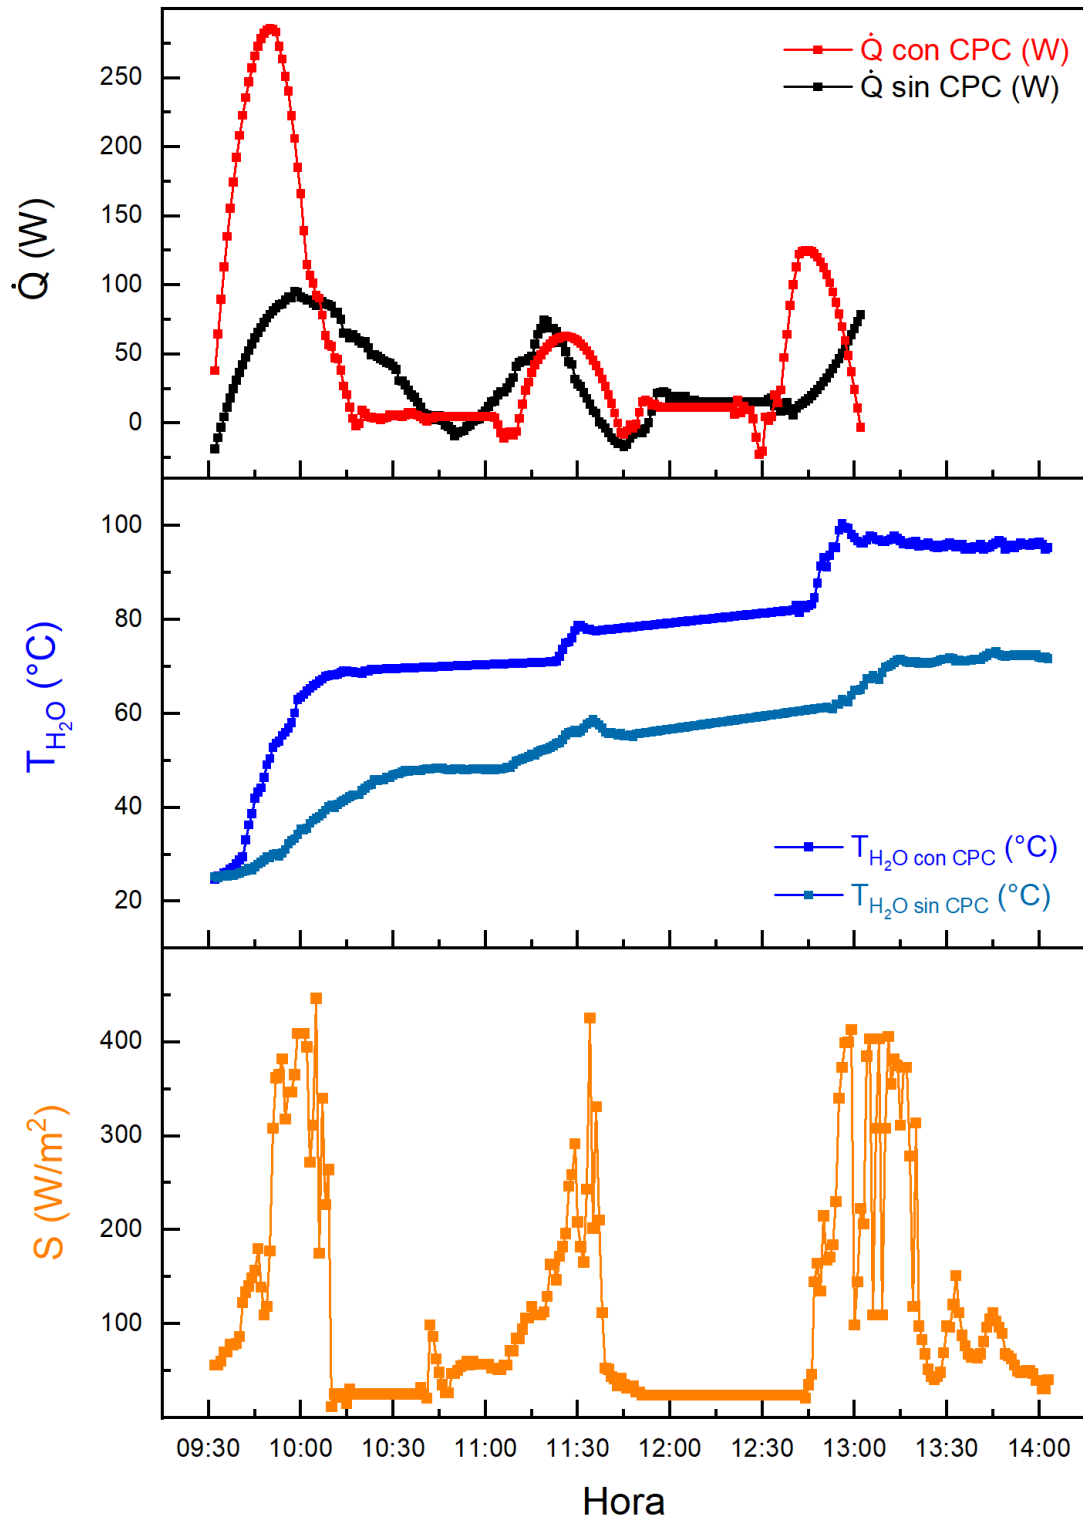 Q̇ con CPC (W)
Q̇ sin CPC (W)
250
200
150
100
50
0
Q̇ (W)
100
80
60
40
20
T_H₂O (°C)
T_H₂O con CPC (°C)
T_H₂O sin CPC (°C)
400
300
200
100
S (W/m²)
09:30 10:00 10:30 11:00 11:30 12:00 12:30 13:00 13:30 14:00
Hora